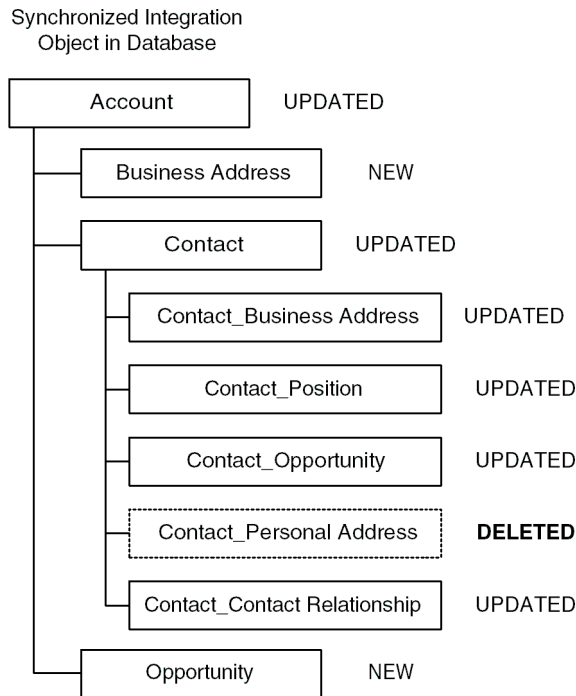 Synchronized Integration
Object in Database
Account UPDATED
Business Address NEW
Contact UPDATED
Contact_Business Address UPDATED
Contact_Position UPDATED
Contact_Opportunity UPDATED
Contact_Personal Address DELETED
Contact_Contact Relationship UPDATED
Opportunity NEW